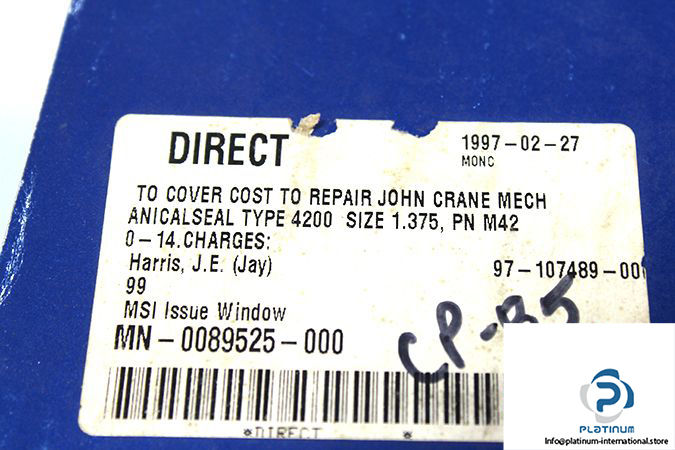 DIRECT
1997-02-27
MONC
TO COVER COST TO REPAIR JOHN CRANE MECH
ANICALSEAL TYPE 4200 SIZE 1.375, PN M42
0-14.CHARGES:
Harris, J.E. (Jay)
97-107489-00
99
MSI Issue Window
MN-0089525-000
CP-B5
*DIRECT *
PLATINUM
Info@platinum-international.store